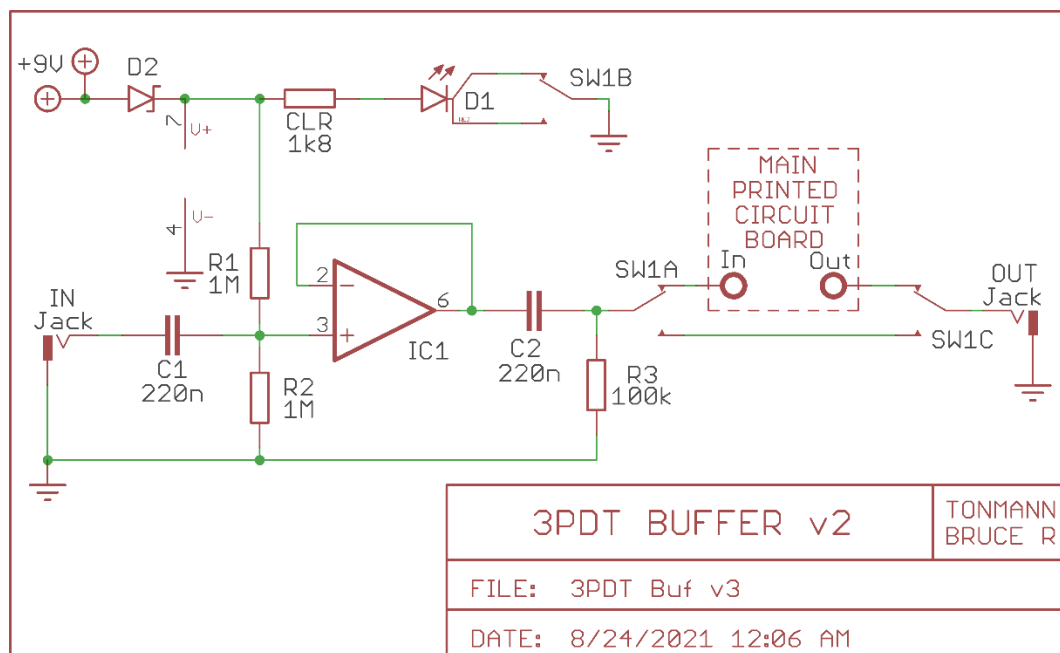 +9V
D2
SW1B
D1
CLR
1k8
7
V+
4
V-
MAIN
PRINTED
CIRCUIT
BOARD
In
Out
SW1A
OUT
Jack
SW1C
R1
1M
2
3
6
IC1
IN
Jack
C1
220n
R2
1M
C2
220n
R3
100k
3PDT BUFFER v2
TONMANN
BRUCE R
FILE: 3PDT Buf v3
DATE: 8/24/2021 12:06 AM